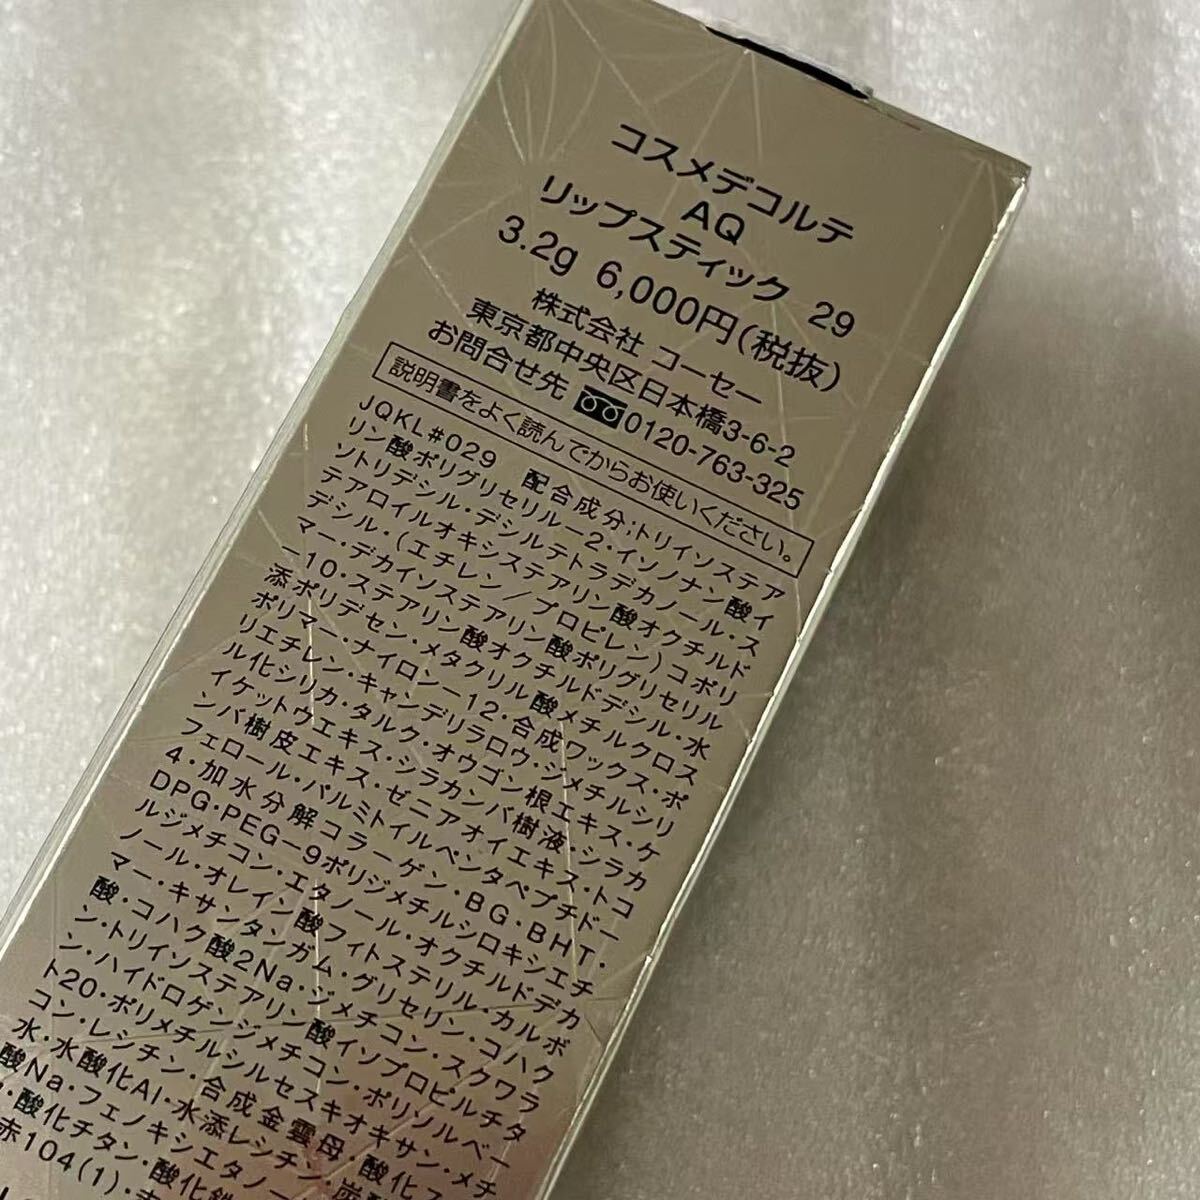 コスメデコルテ
AQ
リップスティック 29
3.2g 6,000円(税抜)
株式会社 コーセー
東京都中央区日本橋3-6-2
お問合せ先 0120-763-325
説明書をよく読んでからお使いください。
JQKL#029 配合成分;トリイソステア
リン酸ポリグリセリル-2・イソノナン酸イ
ソトリデシル・デシルテトラデカノール・ス
テアロイルオキシステアリン酸オクチルド
デシル・(エチレン/プロピレン)コポリ
マー・デカイソステアリン酸ポリグリセリル
-10・ステアリン酸オクチルドデシル・水
添ポリデセン・メタクリル酸メチルクロス
ポリマー・ナイロン-12・合成ワックス・ポ
リエチレン・キャンデリラロウ・ジメチルシリ
ル化シリカ・タルク・オウゴン根エキス・ケ
イケットウエキス・シラカンバ樹液・シラカ
ンバ樹皮エキス・ゼニアオイエキス・トコ
フェロール・パルミトイルペンタペプチド-
4・加水分解コラーゲン・BG・BHT・
DPG・PEG-9ポリジメチルシロキシエチ
ルジメチコン・エタノール・オクチルドデカ
ノール・オレイン酸フィトステリル・カルボ
マー・キサンタンガム・グリセリン・コハク
酸・コハク酸2Na・ジメチコン・スクワラ
ン・トリイソステアリン酸イソプロピルチタ
ン・ハイドロゲンジメチコン・ポリソルベー
ト20・ポリメチルシルセスキオキサン・メチ
コン・レシチン・合成金雲母・酸化
水・水酸化Al・水添レシチン・炭
酸Na・フェノキシエタノー
・酸化チタン・酸化鉄
赤104(1)・赤